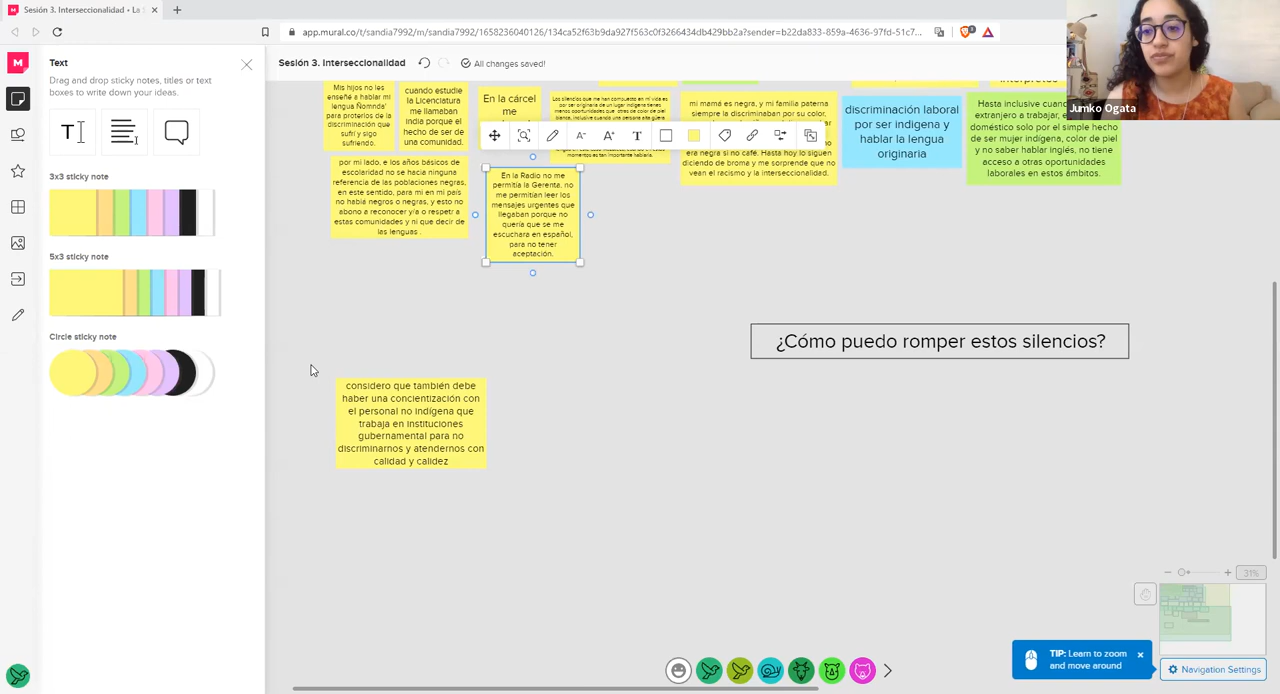 Sesión 3. Interseccionalidad • La S
app.mural.co/t/sandia7992/m/sandia7992/1658236040126/134ca52f63b9da927f563c0f3266434db429bb2a?sender=b22da833-859a-4636-97fd-51c7...
Text
Drag and drop sticky notes, titles or text
boxes to write down your ideas.
3x3 sticky note
5x3 sticky note
Circle sticky note
Sesión 3. Interseccionalidad
All changes saved!
Jumko Ogata
Mis hijos no les
enseñé a hablar mi
lengua Ñomnda'
para proterlos de la
discriminación que
sufrí y sigo
sufriendo.
cuando estudie
la Licenciatura
me llamaban
india porque el
hecho de ser de
una comunidad.
En la cárcel
me
mi mamá es negra, y mi familia paterna
siempre la discriminaban por su color,
era negra si no café. Hasta hoy lo siguen
diciendo de broma y me sorprende que no
vean el racismo y la interseccionalidad.
discriminación laboral
por ser indigena y
hablar la lengua
originaria
Hasta inclusive cuan
extranjero a trabajar, e
doméstico solo por el simple hecho
de ser mujer indígena, color de piel
y no saber hablar inglés, no tiene
acceso a otras oportunidades
laborales en estos ámbitos.
por mi lado, e los años básicos de
escolaridad no se hacia ninguna
referencia de las poblaciones negras,
en este sentido, para mi en mi país
no había negros o negras, y esto no
abono a reconocer y/a o respetr a
estas comunidades y ni que decir de
las lenguas .
En la Radio no me
permitía la Gerenta, no
me permitían leer los
mensajes urgentes que
llegaban porque no
quería que se me
escuchara en español,
para no tener
aceptación.
¿Cómo puedo romper estos silencios?
considero que también debe
haber una concientización con
el personal no indígena que
trabaja en instituciones
gubernamental para no
discriminarnos y atendernos con
calidad y calidez
31%
TIP: Learn to zoom
and move around
Navigation Settings